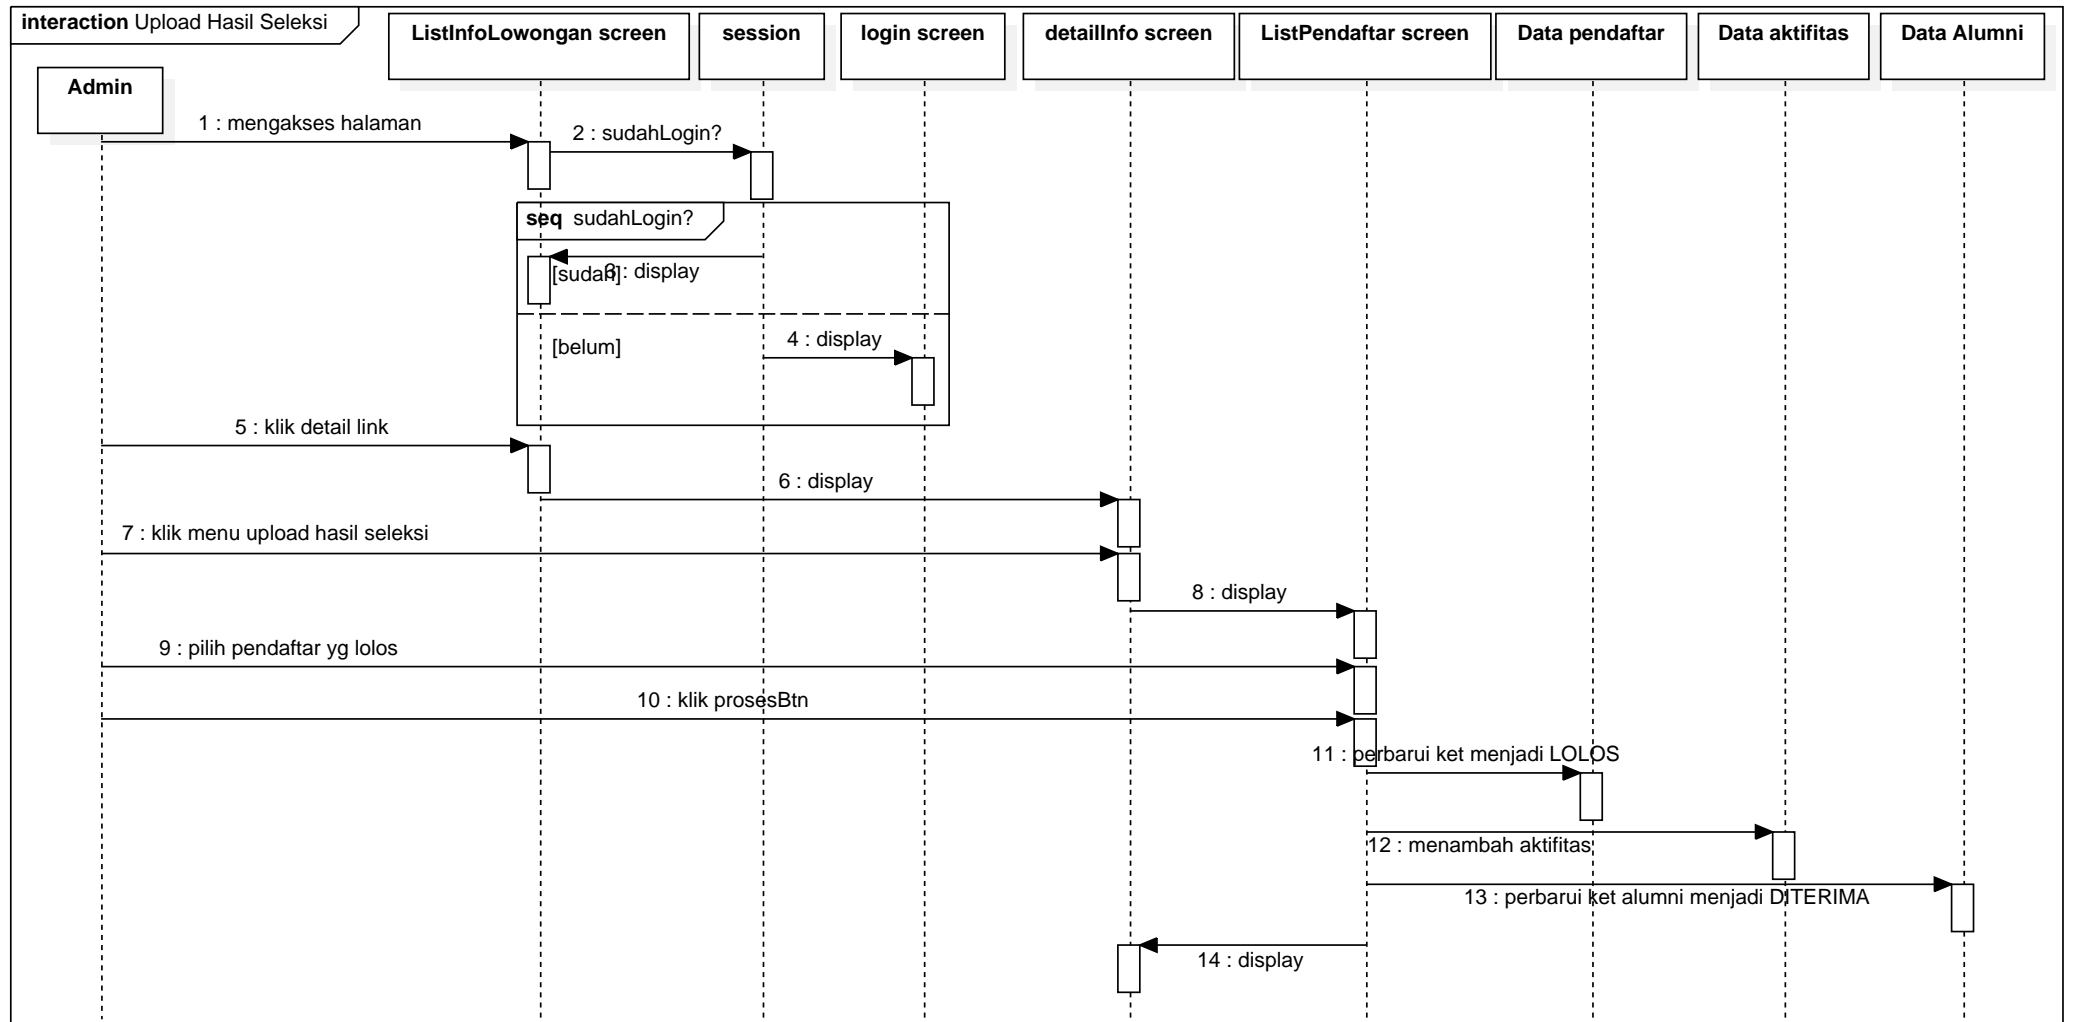 interaction Upload Hasil Seleksi
ListInfoLowongan screen
session
login screen
detailInfo screen
ListPendaftar screen
Data pendaftar
Data aktifitas
Data Alumni
Admin
1 : mengakses halaman
2 : sudahLogin?
seq sudahLogin?
[sudah]
3 : display
[belum]
4 : display
5 : klik detail link
6 : display
7 : klik menu upload hasil seleksi
8 : display
9 : pilih pendaftar yg lolos
10 : klik prosesBtn
11 : perbarui ket menjadi LOLOS
12 : menambah aktifitas
13 : perbarui ket alumni menjadi DITERIMA
14 : display